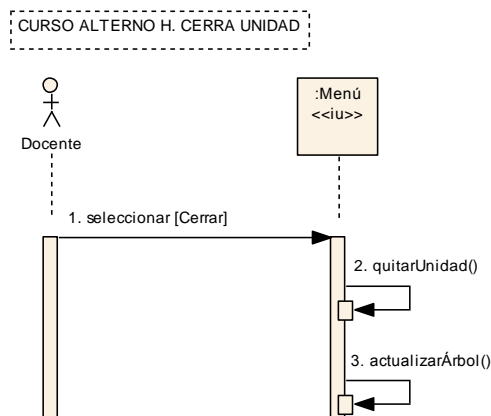 CURSO ALTERNO H. CERRA UNIDAD
:Menú
<<iu>>
Docente
1. seleccionar [Cerrar]
2. quitarUnidad()
3. actualizarÁrbol()